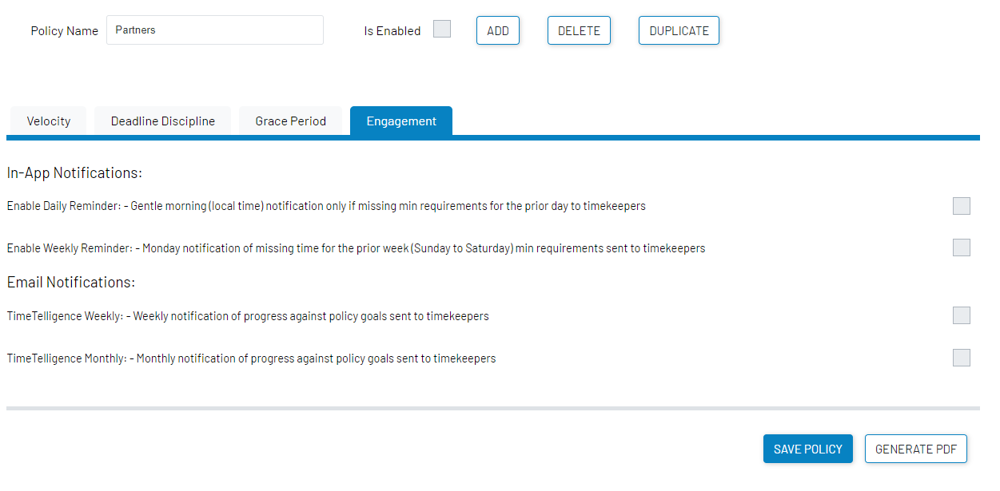 Policy Name Partners Is Enabled ADD DELETE DUPLICATE
Velocity Deadline Discipline Grace Period Engagement
In-App Notifications:
Enable Daily Reminder: - Gentle morning (local time) notification only if missing min requirements for the prior day to timekeepers
Enable Weekly Reminder: - Monday notification of missing time for the prior week (Sunday to Saturday) min requirements sent to timekeepers
Email Notifications:
TimeTelligence Weekly: - Weekly notification of progress against policy goals sent to timekeepers
TimeTelligence Monthly: - Monthly notification of progress against policy goals sent to timekeepers
SAVE POLICY GENERATE PDF